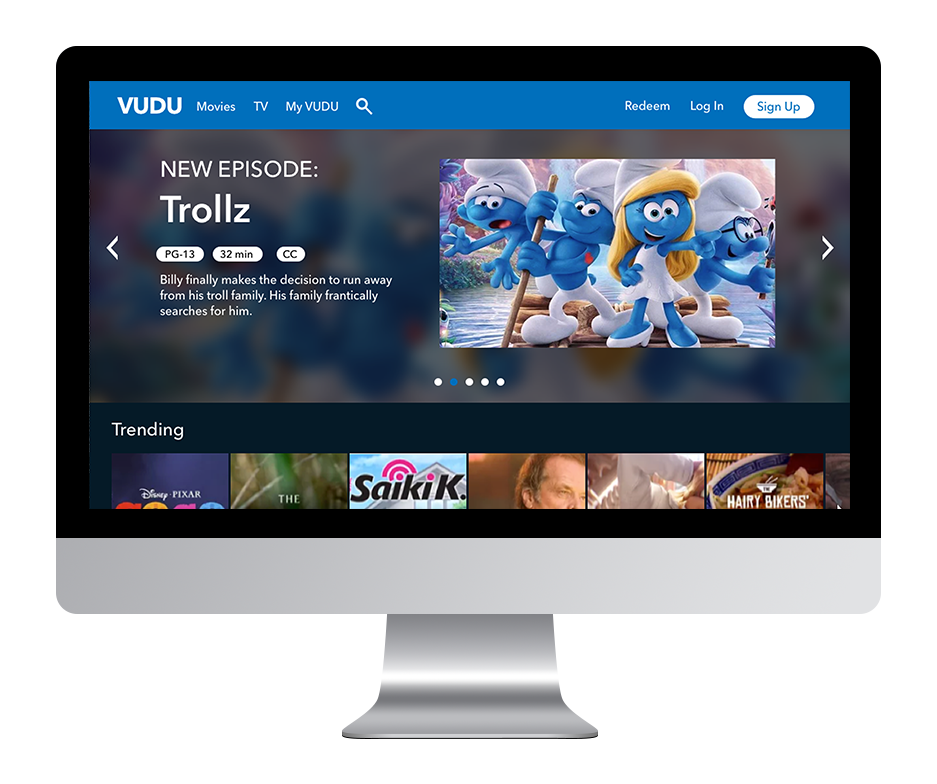 VUDU Movies TV My VUDU Redeem Log In Sign Up
NEW EPISODE:
Trollz
PG-13 32 min CC
Billy finally makes the decision to run away
from his troll family. His family frantically
searches for him.
Trending
Disney·PIXAR
THE
Saiki K.
THE
HAIRY BIKERS'